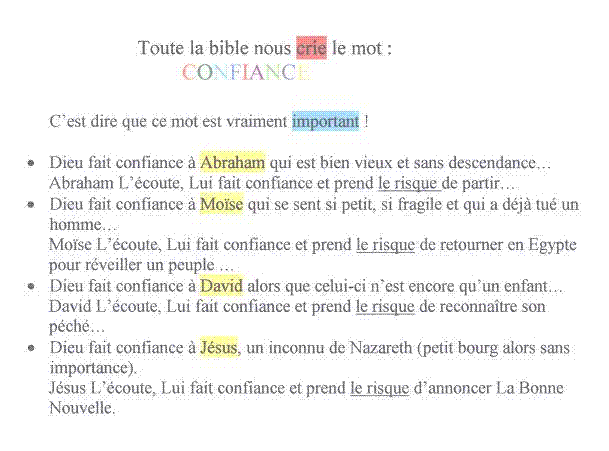 Toute la bible nous crie le mot :
CONFIANCE
C’est dire que ce mot est vraiment important !
• Dieu fait confiance à Abraham qui est bien vieux et sans descendance…
Abraham L’écoute, Lui fait confiance et prend le risque de partir…
• Dieu fait confiance à Moïse qui se sent si petit, si fragile et qui a déjà tué un
homme…
Moïse L’écoute, Lui fait confiance et prend le risque de retourner en Egypte
pour réveiller un peuple …
• Dieu fait confiance à David alors que celui-ci n’est encore qu’un enfant…
David L’écoute, Lui fait confiance et prend le risque de reconnaître son
péché…
• Dieu fait confiance à Jésus, un inconnu de Nazareth (petit bourg alors sans
importance).
Jésus L’écoute, Lui fait confiance et prend le risque d’annoncer La Bonne
Nouvelle.